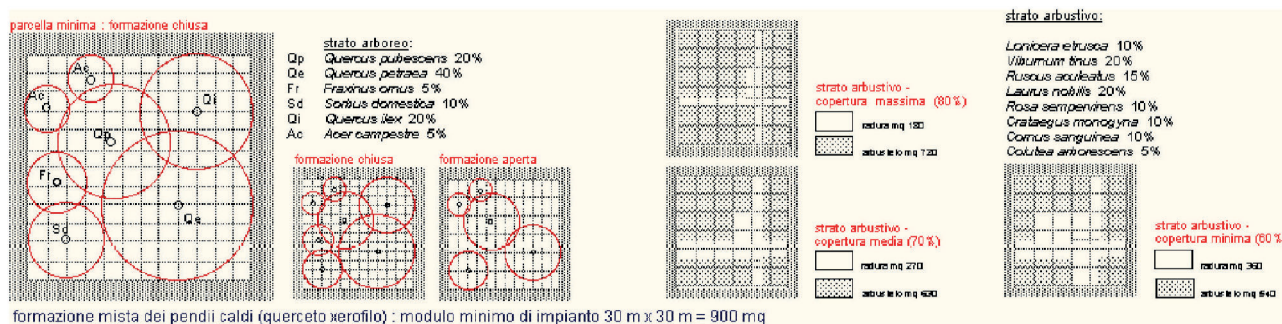 parcella minima : formazione chiusa
Ac
Ac
Qi
Qp
Fr
Qe
Sd
strato arboreo:
Qp Quercus pubescens 20%
Qe Quercus petraea 40%
Fr Fraxinus ornus 5%
Sd Sorbus domestica 10%
Qi Quercus ilex 20%
Ac Acer campestre 5%
formazione chiusa
formazione aperta
strato arbustivo -
copertura massima (80%)
radura mq 180
arbusteto mq 720
strato arbustivo -
copertura media (70%)
radura mq 270
arbusteto mq 630
strato arbustivo:
Lonicera etrusca 10%
Viburnum tinus 20%
Ruscus aculeatus 15%
Laurus nobilis 20%
Rosa sempervirens 10%
Crataegus monogyna 10%
Cornus sanguinea 10%
Colutea arborescens 5%
strato arbustivo -
copertura minima (60%
radura mq 360
arbusteto mq 540
formazione mista dei pendii caldi (querceto xerofilo) : modulo minimo di impianto 30 m x 30 m = 900 mq